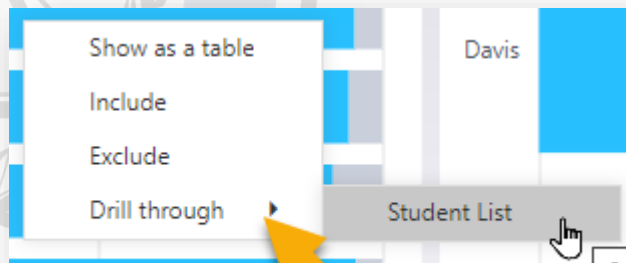 Show as a table
Include
Exclude
Drill through
Student List
Davis